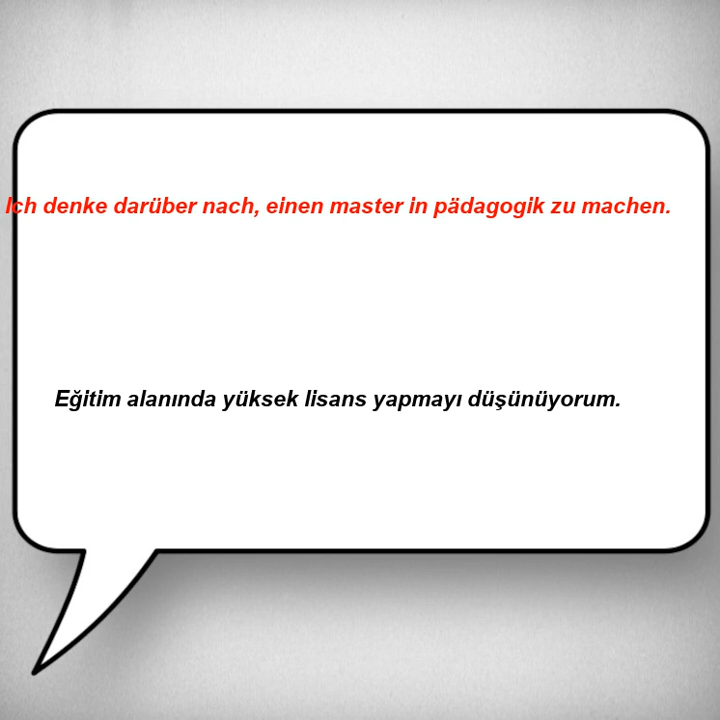 Ich denke darüber nach, einen master in pädagogik zu machen.
Eğitim alanında yüksek lisans yapmayı düşünüyorum.